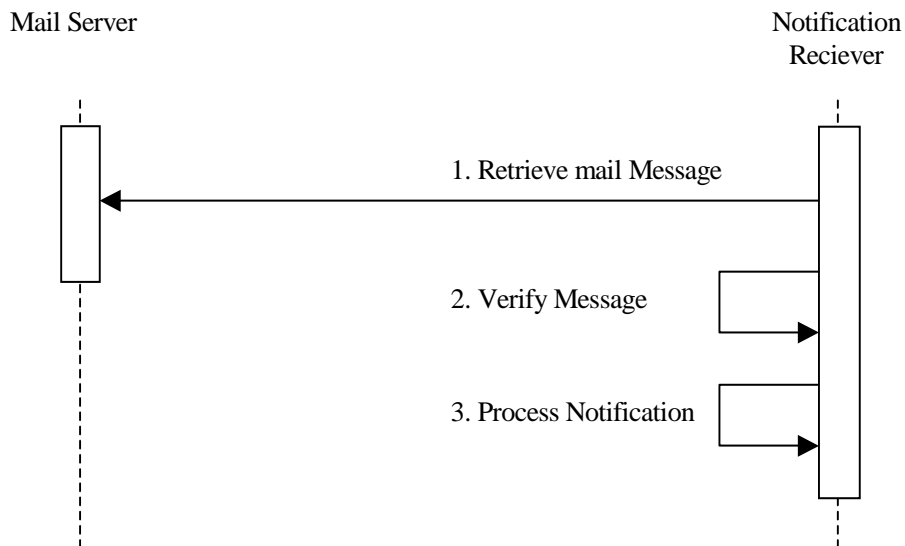 Mail Server
Notification
Reciever
1. Retrieve mail Message
2. Verify Message
3. Process Notification